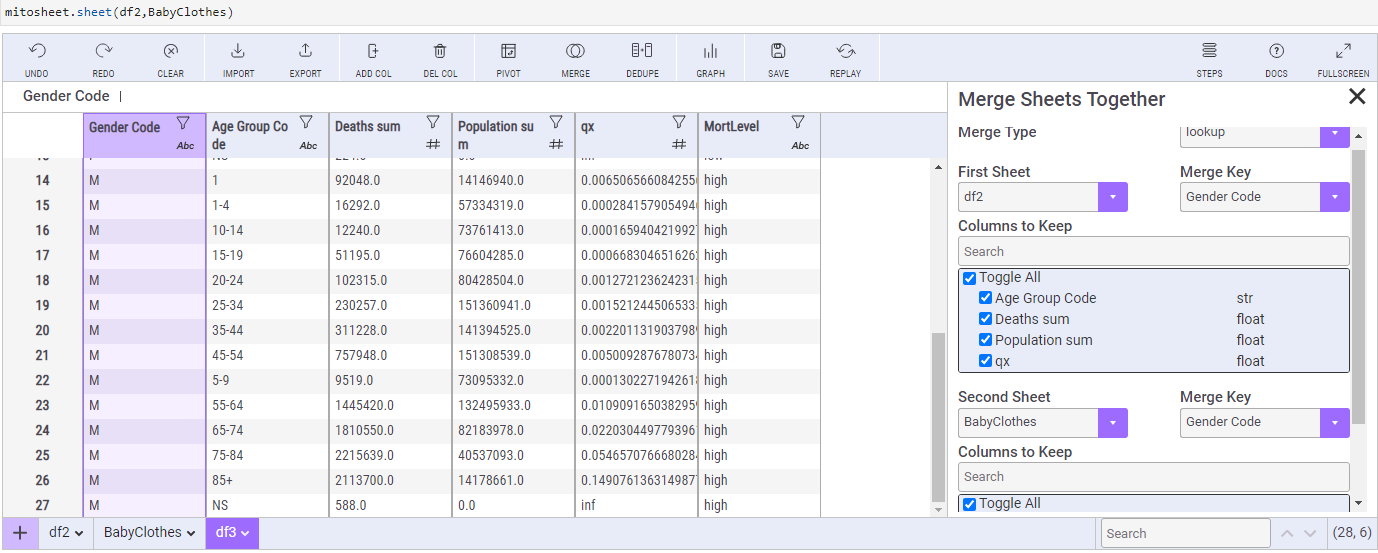 mitosheet.sheet(df2,BabyClothes)
UNDO REDO CLEAR IMPORT EXPORT ADD COL DEL COL PIVOT MERGE DEDUPE GRAPH SAVE REPLAY STEPS DOCS FULLSCREEN
Gender Code
Gender Code Abc Age Group Co de Abc Deaths sum # Population su m # qx # MortLevel Abc
14 M 1 92048.0 14146940.0 0.0065065660842556 high
15 M 1-4 16292.0 57334319.0 0.000284157905494 high
16 M 10-14 12240.0 73761413.0 0.000165940421992 high
17 M 15-19 51195.0 76604285.0 0.000668304651626 high
18 M 20-24 102315.0 80428504.0 0.001272123624231 high
19 M 25-34 230257.0 151360941.0 0.001521244506533 high
20 M 35-44 311228.0 141394525.0 0.002201131903798 high
21 M 45-54 757948.0 151308539.0 0.005009287678073 high
22 M 5-9 9519.0 73095332.0 0.000130227194261 high
23 M 55-64 1445420.0 132495933.0 0.010909165038295 high
24 M 65-74 1810550.0 82183978.0 0.022030449779396 high
25 M 75-84 2215639.0 40537093.0 0.054657076668028 high
26 M 85+ 2113700.0 14178661.0 0.149076136314987 high
27 M NS 588.0 0.0 inf high
df2 BabyClothes df3
Merge Sheets Together
Merge Type lookup
First Sheet Merge Key
df2 Gender Code
Columns to Keep
Search
Toggle All
Age Group Code str
Deaths sum float
Population sum float
qx float
Second Sheet Merge Key
BabyClothes Gender Code
Columns to Keep
Search
Toggle All
Search (28, 6)